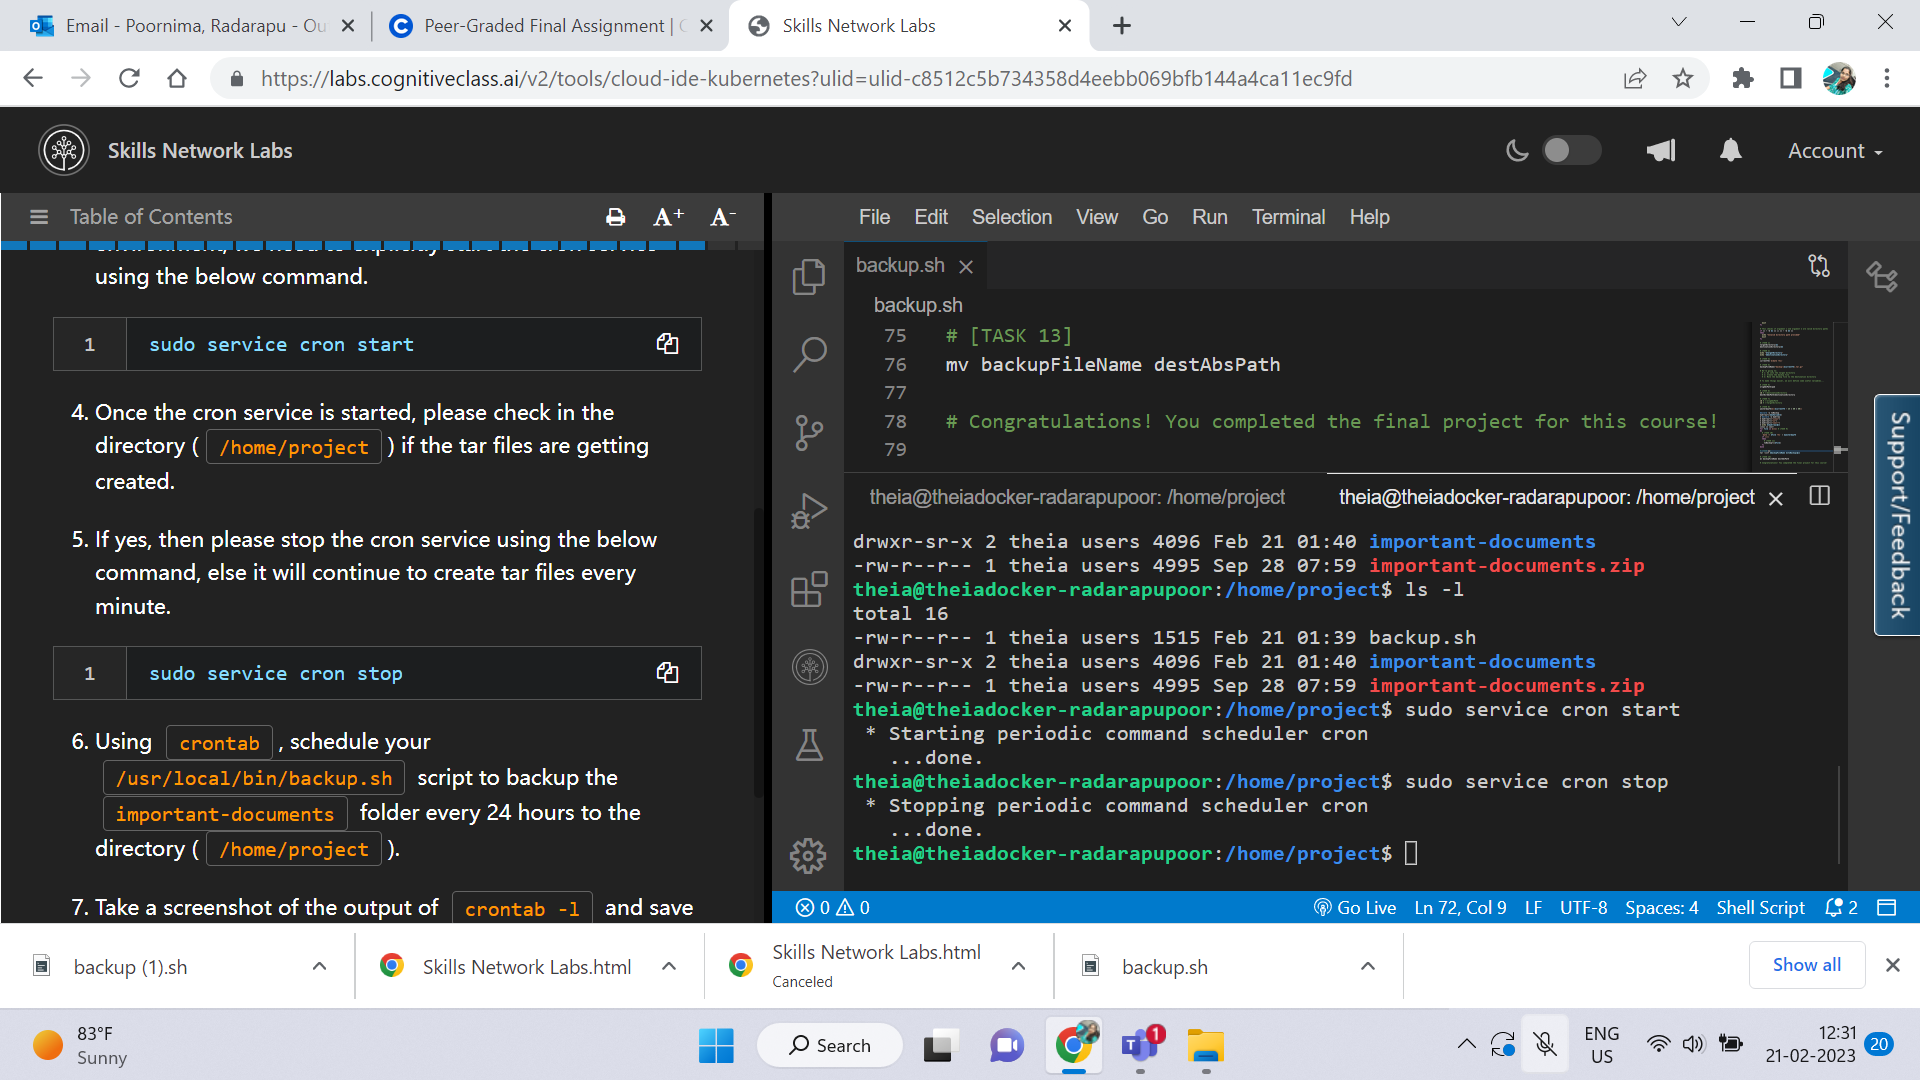 Email - Poornima, Radarapu - Ou
Peer-Graded Final Assignment | C
Skills Network Labs
https://labs.cognitiveclass.ai/v2/tools/cloud-ide-kubernetes?ulid=ulid-c8512c5b734358d4eebb069bfb144a4ca11ec9fd
Skills Network Labs
Account
Table of Contents
A+ A-
using the below command.
1 sudo service cron start
4. Once the cron service is started, please check in the
directory ( /home/project ) if the tar files are getting
created.
5. If yes, then please stop the cron service using the below
command, else it will continue to create tar files every
minute.
1 sudo service cron stop
6. Using crontab , schedule your
/usr/local/bin/backup.sh script to backup the
important-documents folder every 24 hours to the
directory ( /home/project ).
7. Take a screenshot of the output of crontab -l and save
File Edit Selection View Go Run Terminal Help
backup.sh
backup.sh
75 # [TASK 13]
76 mv backupFileName destAbsPath
77
78 # Congratulations! You completed the final project for this course!
79
theia@theiadocker-radarapupoor: /home/project
theia@theiadocker-radarapupoor: /home/project
drwxr-sr-x 2 theia users 4096 Feb 21 01:40 important-documents
-rw-r--r-- 1 theia users 4995 Sep 28 07:59 important-documents.zip
theia@theiadocker-radarapupoor:/home/project$ ls -l
total 16
-rw-r--r-- 1 theia users 1515 Feb 21 01:39 backup.sh
drwxr-sr-x 2 theia users 4096 Feb 21 01:40 important-documents
-rw-r--r-- 1 theia users 4995 Sep 28 07:59 important-documents.zip
theia@theiadocker-radarapupoor:/home/project$ sudo service cron start
* Starting periodic command scheduler cron
...done.
theia@theiadocker-radarapupoor:/home/project$ sudo service cron stop
* Stopping periodic command scheduler cron
...done.
theia@theiadocker-radarapupoor:/home/project$
0 0
Go Live Ln 72, Col 9 LF UTF-8 Spaces: 4 Shell Script 2
Support/Feedback
backup (1).sh
Skills Network Labs.html
Skills Network Labs.html
Canceled
backup.sh
Show all
83°F
Sunny
Search
1
ENG
US
12:31
21-02-2023
20